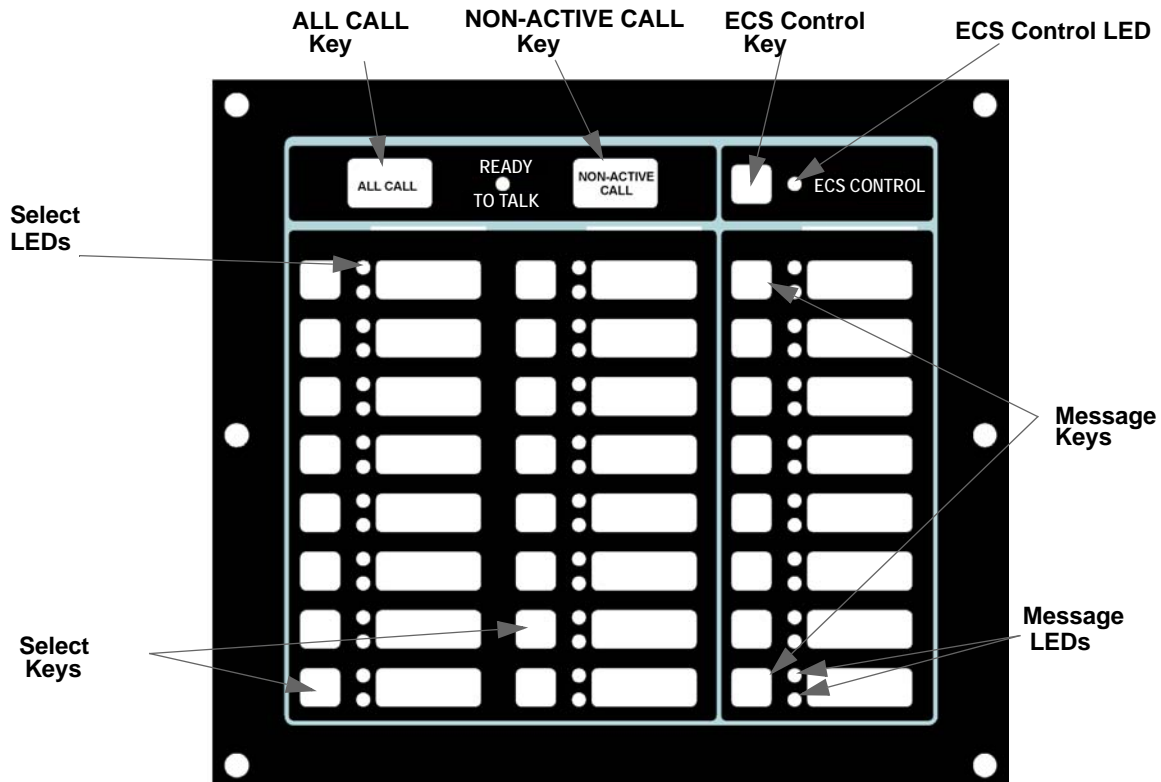 ALL CALL
Key
NON-ACTIVE CALL
Key
ECS Control
Key
ECS Control LED
ALL CALL
READY
TO TALK
NON-ACTIVE
CALL
ECS CONTROL
Select
LEDs
Message
Keys
Select
Keys
Message
LEDs